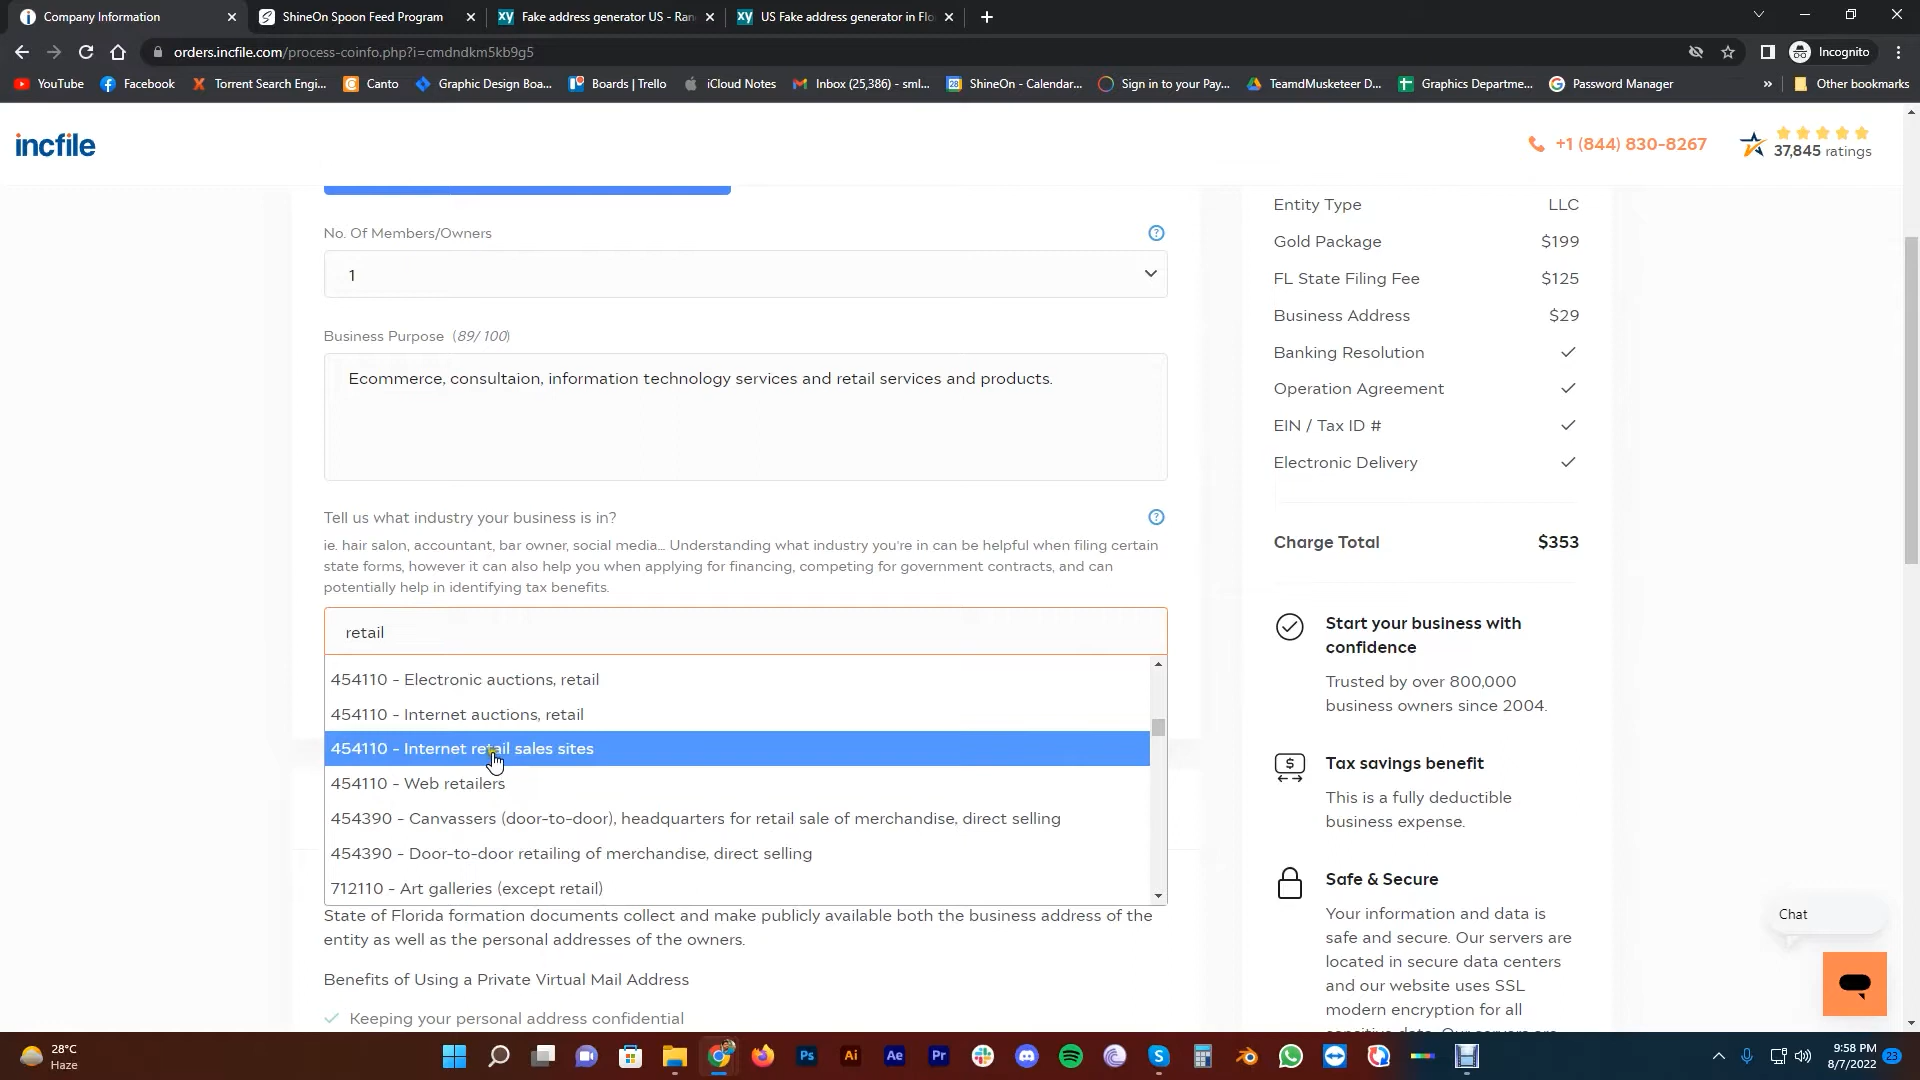 Company Information
ShineOn Spoon Feed Program
Fake address generator US - Ran
US Fake address generator in Flo
orders.incfile.com/process-coinfo.php?i=cmdndkm5kb9g5
Incognito
YouTube
Facebook
Torrent Search Engi...
Canto
Graphic Design Boa...
Boards | Trello
iCloud Notes
Inbox (25,386) - sml...
ShineOn - Calendar...
Sign in to your Pay...
TeamdMusketeer D...
Graphics Departme...
Password Manager
»
Other bookmarks
incfile
+1 (844) 830-8267
37,845 ratings
No. Of Members/Owners
1
Business Purpose (89/100)
Ecommerce, consultaion, information technology services and retail services and products.
Tell us what industry your business is in?
ie. hair salon, accountant, bar owner, social media... Understanding what industry you're in can be helpful when filing certain
state forms, however it can also help you when applying for financing, competing for government contracts, and can
potentially help in identifying tax benefits.
retail
454110 - Electronic auctions, retail
454110 - Internet auctions, retail
454110 - Internet retail sales sites
454110 - Web retailers
454390 - Canvassers (door-to-door), headquarters for retail sale of merchandise, direct selling
454390 - Door-to-door retailing of merchandise, direct selling
712110 - Art galleries (except retail)
State of Florida formation documents collect and make publicly available both the business address of the
entity as well as the personal addresses of the owners.
Benefits of Using a Private Virtual Mail Address
Keeping your personal address confidential
Entity Type LLC
Gold Package $199
FL State Filing Fee $125
Business Address $29
Banking Resolution
Operation Agreement
EIN / Tax ID #
Electronic Delivery
Charge Total $353
Start your business with
confidence
Trusted by over 800,000
business owners since 2004.
Tax savings benefit
This is a fully deductible
business expense.
Safe & Secure
Your information and data is
safe and secure. Our servers are
located in secure data centers
and our website uses SSL
modern encryption for all
Chat
28°C
Haze
9:58 PM
8/7/2022
23